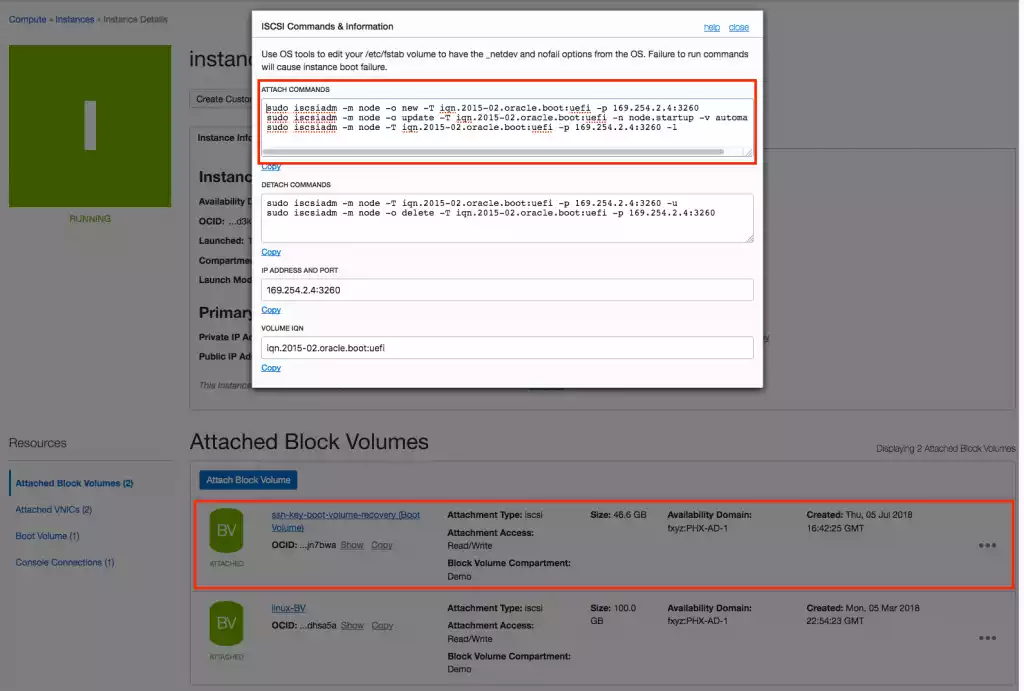 Compute » Instances » Instance Details
I
RUNNING
Create
Instance
Availability
OCID: ...d3k
Launched:
Launch
Private IP
Public IP
This Instance
ISCSI Commands & Information
help close
Use OS tools to edit your /etc/fstab volume to have the _netdev and nofail options from the OS. Failure to run commands
will cause instance boot failure.
ATTACH COMMANDS
sudo iscsiadm -m node -o new -T iqn.2015-02.oracle.boot:uefi -p 169.254.2.4:3260
sudo iscsiadm -m node -o update -T iqn.2015-02.oracle.boot:uefi -n node.startup -v automa
sudo iscsiadm -m node -T iqn.2015-02.oracle.boot:uefi -p 169.254.2.4:3260 -l
Copy
DETACH COMMANDS
sudo iscsiadm -m node -T iqn.2015-02.oracle.boot:uefi -p 169.254.2.4:3260 -u
sudo iscsiadm -m node -o delete -T iqn.2015-02.oracle.boot:uefi -p 169.254.2.4:3260
Copy
IP ADDRESS AND PORT
169.254.2.4:3260
Copy
VOLUME IQN
iqn.2015-02.oracle.boot:uefi
Copy
Resources
Attached Block Volumes (2)
Attached VNICs (2)
Boot Volume (1)
Console Connections (1)
Attached Block Volumes
Displaying 2 Attached Block Volumes
Attach Block Volume
BV
ATTACHED
ssh-key-boot-volume-recovery (Boot
Volume)
OCID: ...jn7bwa Show Copy
Attachment Type: iscsi
Attachment Access:
Read/Write
Block Volume Compartment:
Demo
Size: 46.6 GB
Availability Domain:
fxyz:PHX-AD-1
Created: Thu, 05 Jul 2018
16:42:25 GMT
BV
ATTACHED
linux-BV
OCID: ...dhsa5a Show Copy
Attachment Type: iscsi
Attachment Access:
Read/Write
Block Volume Compartment:
Demo
Size: 100.0
GB
Availability Domain:
fxyz:PHX-AD-1
Created: Mon, 05 Mar 2018
22:54:23 GMT